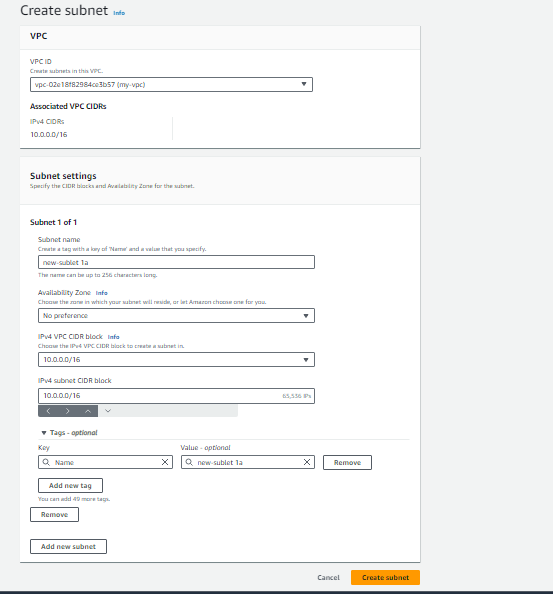 Create subnet Info
VPC
VPC ID
Create subnets in this VPC.
vpc-02e18f82984ce3b57 (my-vpc)
Associated VPC CIDRs
IPv4 CIDRs
10.0.0.0/16
Subnet settings
Specify the CIDR blocks and Availability Zone for the subnet.
Subnet 1 of 1
Subnet name
Create a tag with a key of 'Name' and a value that you specify.
new-sublet 1a
The name can be up to 256 characters long.
Availability Zone Info
Choose the zone in which your subnet will reside, or let Amazon choose one for you.
No preference
IPv4 VPC CIDR block Info
Choose the IPv4 VPC CIDR block to create a subnet in.
10.0.0.0/16
IPv4 subnet CIDR block
10.0.0.0/16 65,536 IPs
Tags - optional
Key Value - optional
Name new-sublet 1a Remove
Add new tag
You can add 49 more tags.
Remove
Add new subnet
Cancel Create subnet